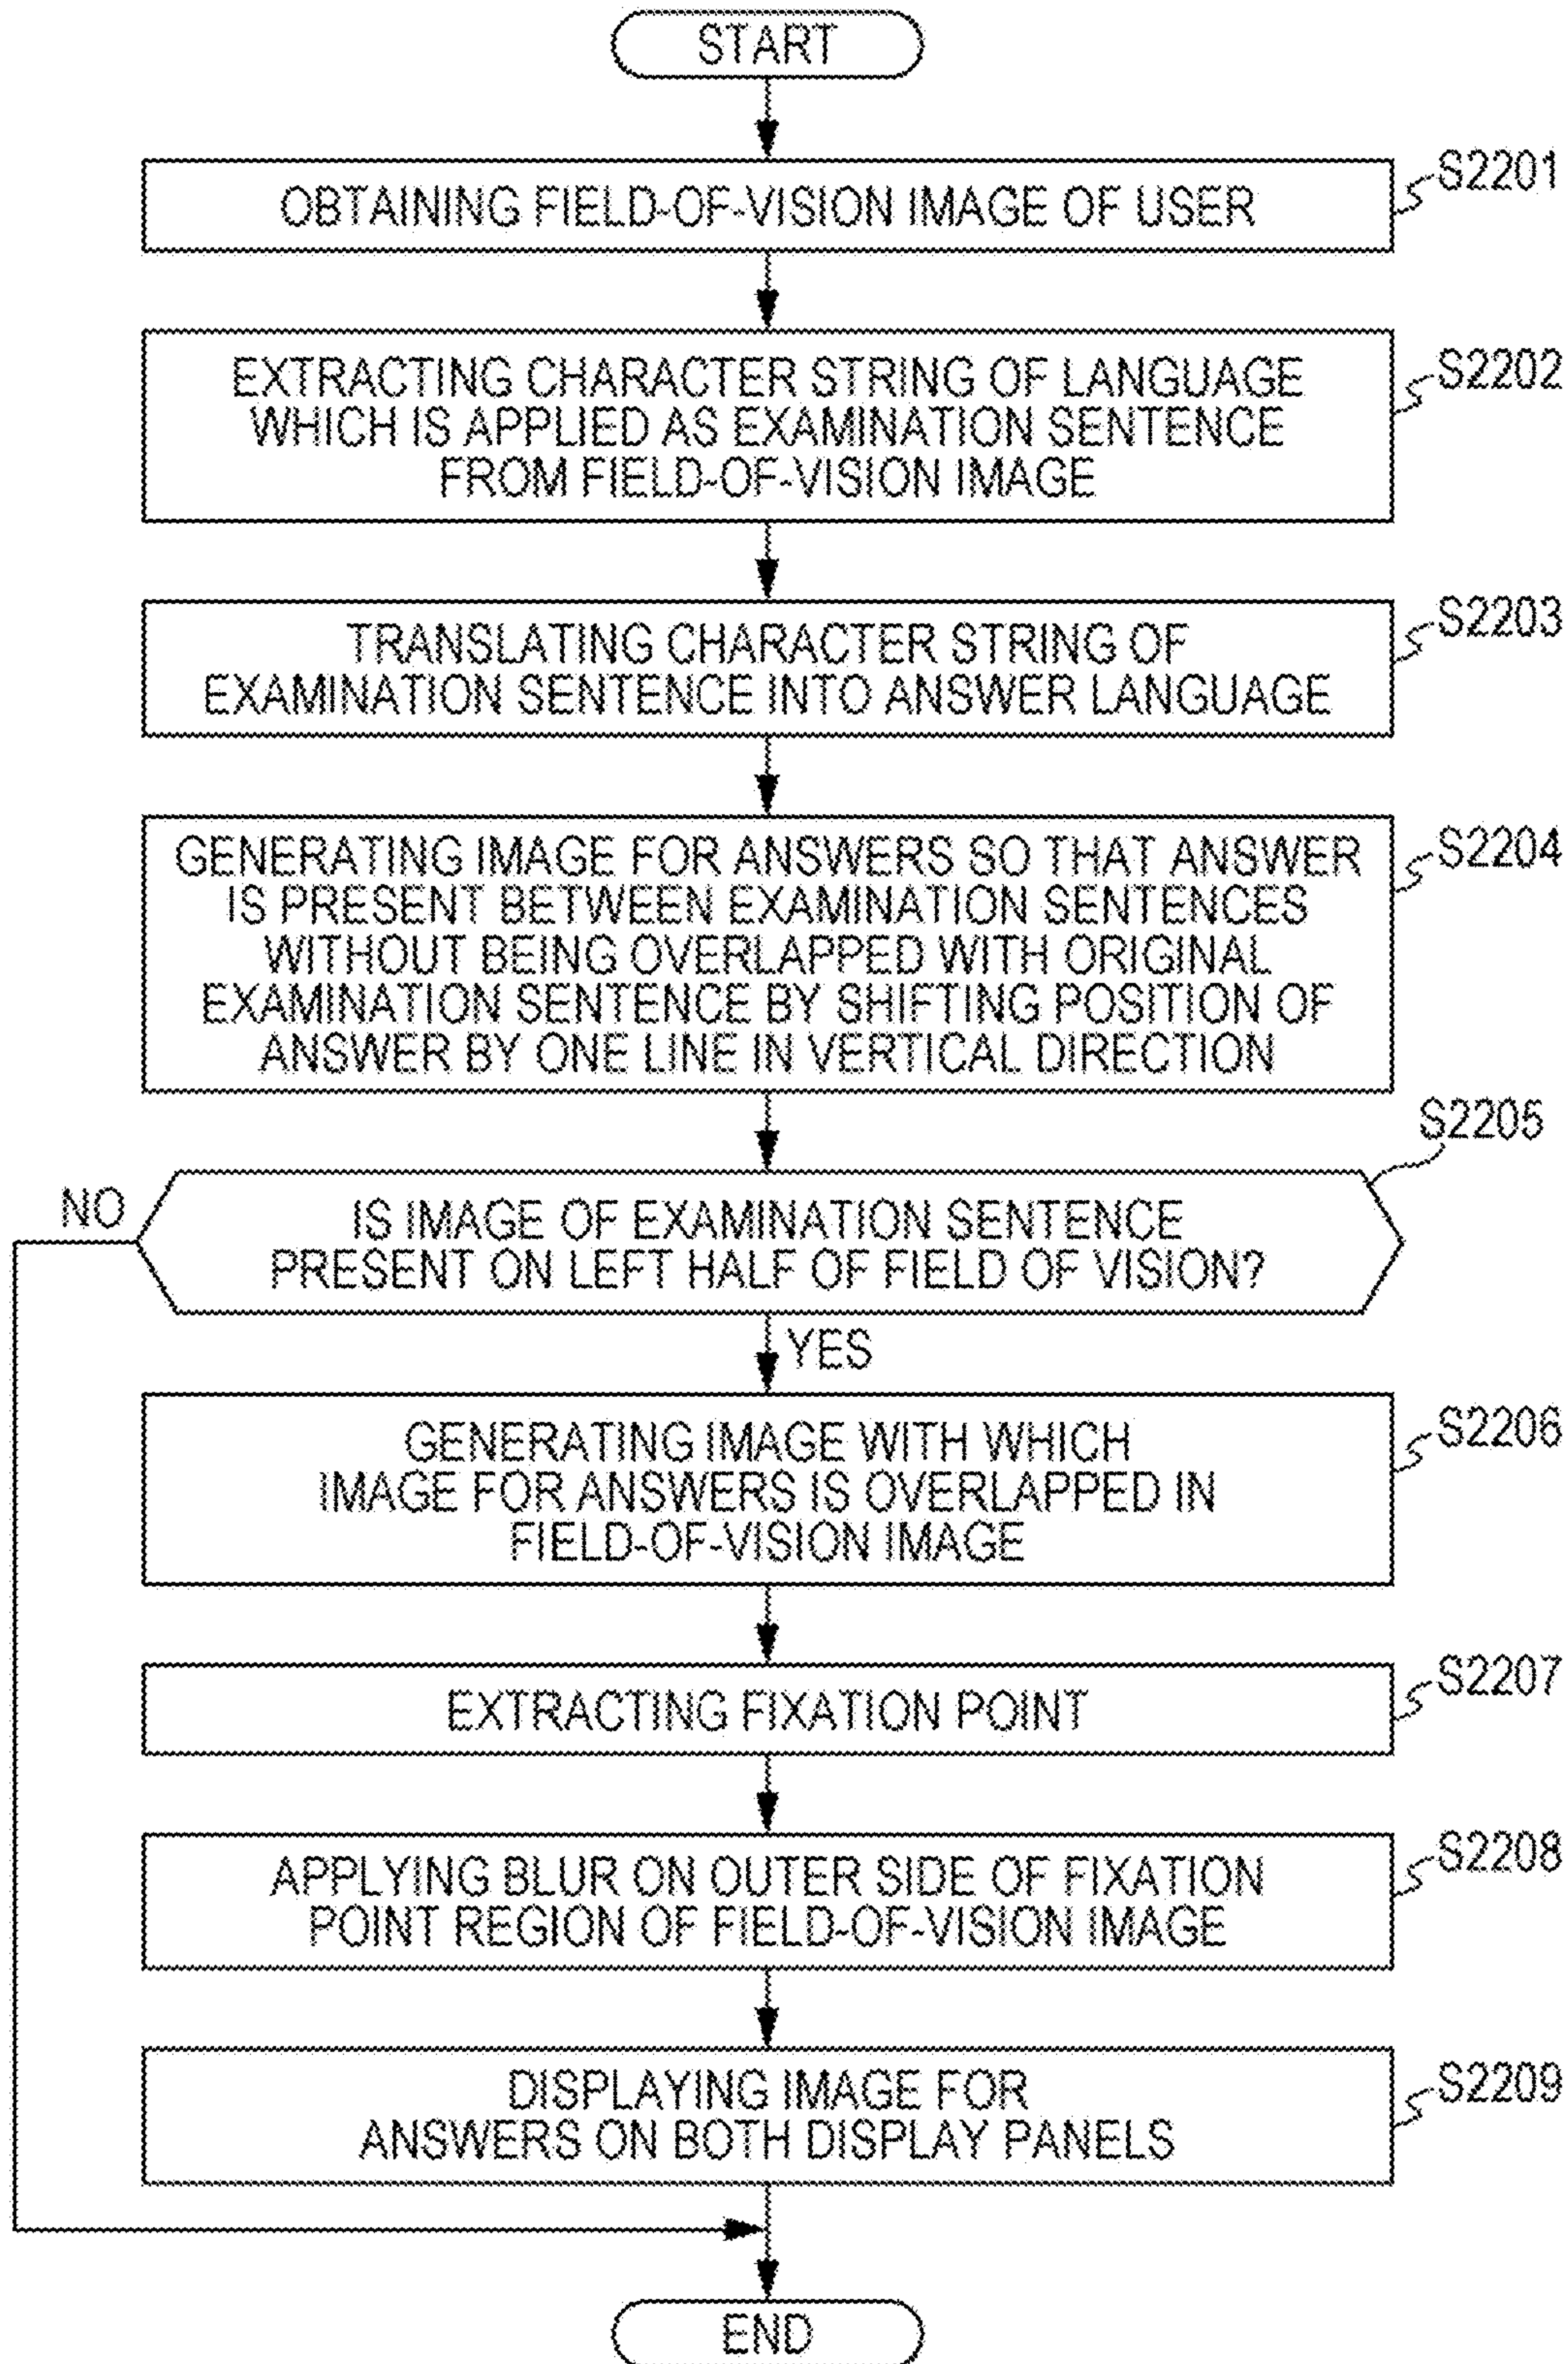 START
OBTAINING FIELD-OF-VISION IMAGE OF USER
S2201
EXTRACTING CHARACTER STRING OF LANGUAGE
WHICH IS APPLIED AS EXAMINATION SENTENCE
FROM FIELD-OF-VISION IMAGE
S2202
TRANSLATING CHARACTER STRING OF
EXAMINATION SENTENCE INTO ANSWER LANGUAGE
S2203
GENERATING IMAGE FOR ANSWERS SO THAT ANSWER
IS PRESENT BETWEEN EXAMINATION SENTENCES
WITHOUT BEING OVERLAPPED WITH ORIGINAL
EXAMINATION SENTENCE BY SHIFTING POSITION OF
ANSWER BY ONE LINE IN VERTICAL DIRECTION
S2204
S2205
NO
IS IMAGE OF EXAMINATION SENTENCE
PRESENT ON LEFT HALF OF FIELD OF VISION?
YES
GENERATING IMAGE WITH WHICH
IMAGE FOR ANSWERS IS OVERLAPPED IN
FIELD-OF-VISION IMAGE
S2206
EXTRACTING FIXATION POINT
S2207
APPLYING BLUR ON OUTER SIDE OF FIXATION
POINT REGION OF FIELD-OF-VISION IMAGE
S2208
DISPLAYING IMAGE FOR
ANSWERS ON BOTH DISPLAY PANELS
S2209
END